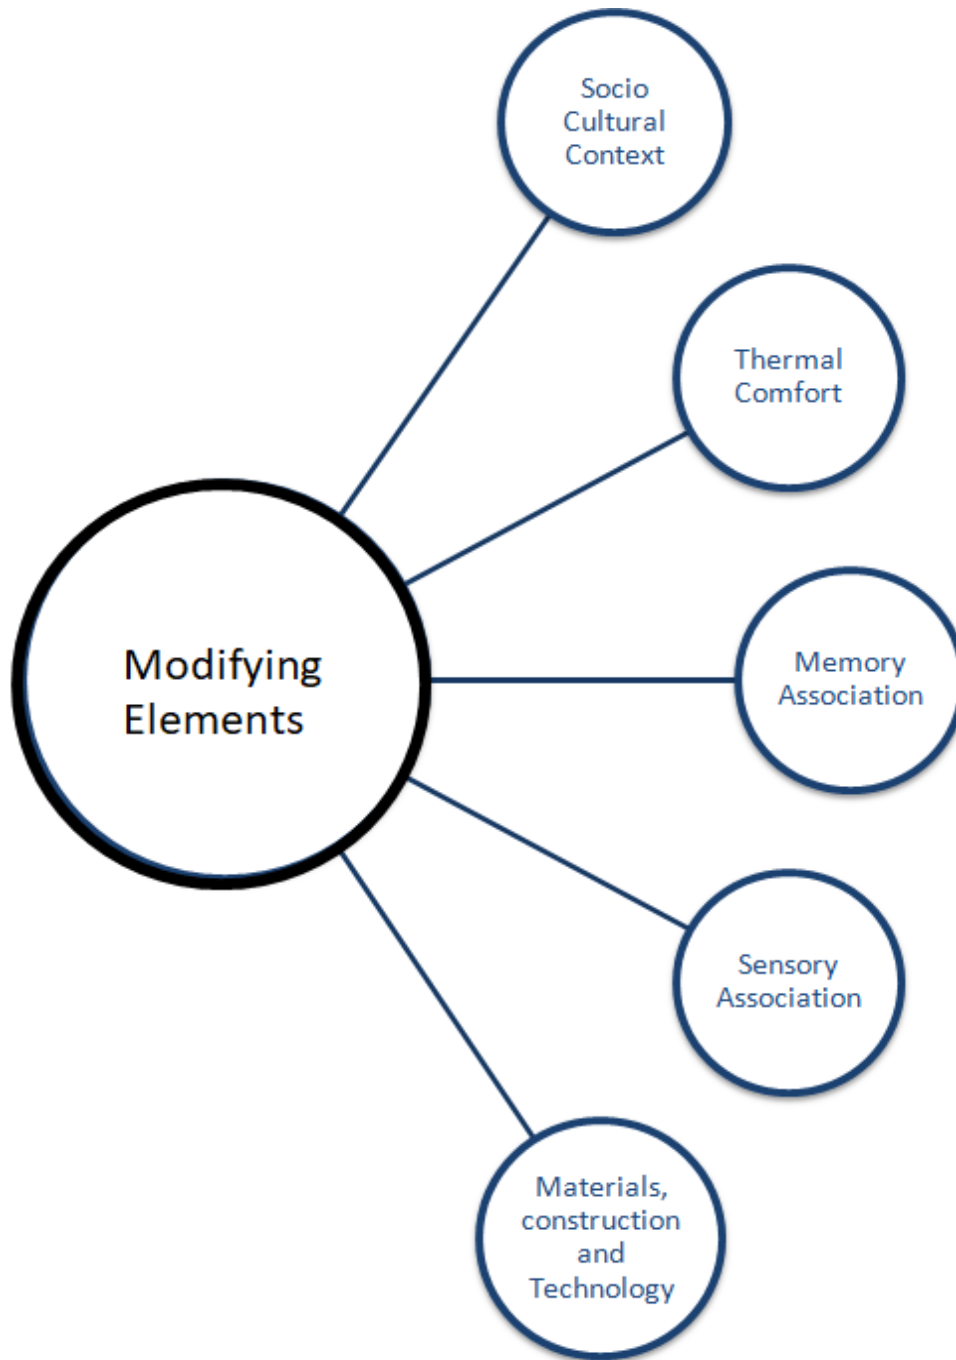 Socio
Cultural
Context
Thermal
Comfort
Modifying
Elements
Memory
Association
Sensory
Association
Materials,
construction
and
Technology